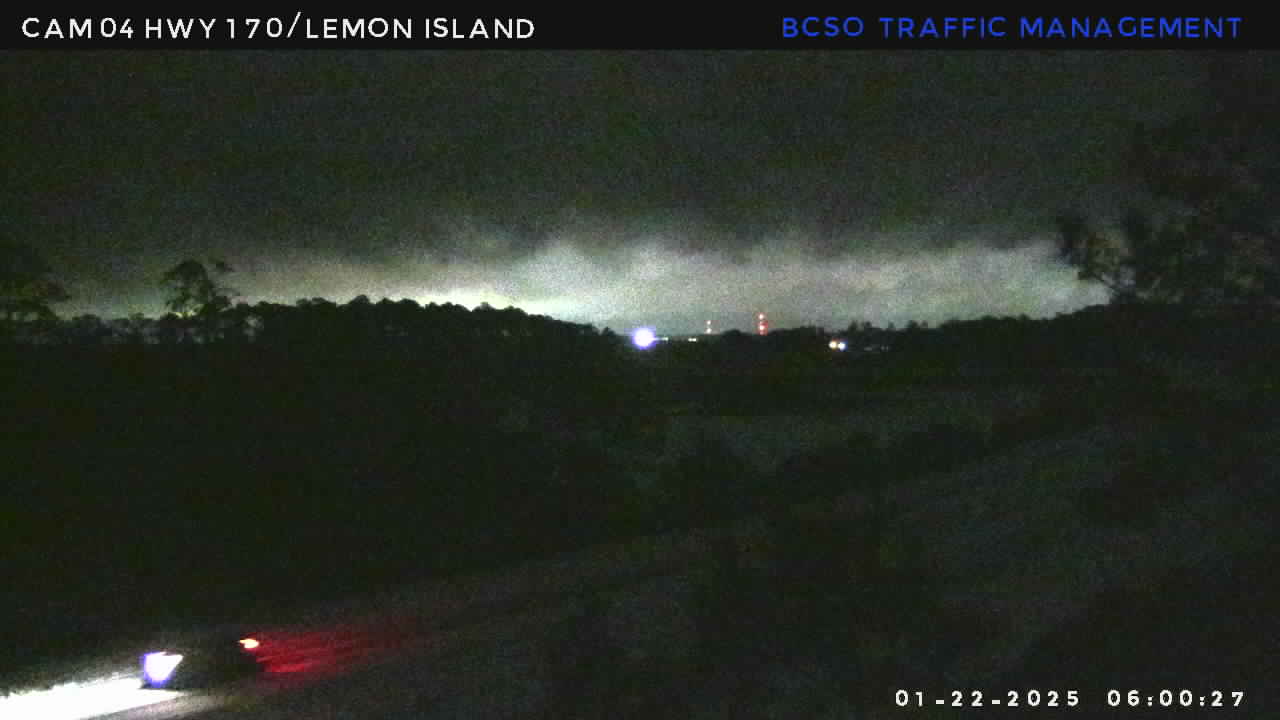 CAM04 HWY 170/LEMON ISLAND
BCSO TRAFFIC MANAGEMENT
01-22-2025 06:00:27